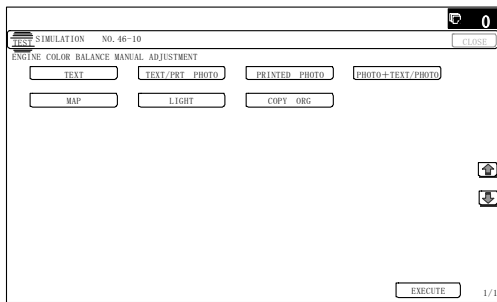 0
TEST SIMULATION NO. 46-10
CLOSE
ENGINE COLOR BALANCE MANUAL ADJUSTMENT
TEXT TEXT/PRT PHOTO PRINTED PHOTO PHOTO+TEXT/PHOTO
MAP LIGHT COPY ORG
EXECUTE 1/1